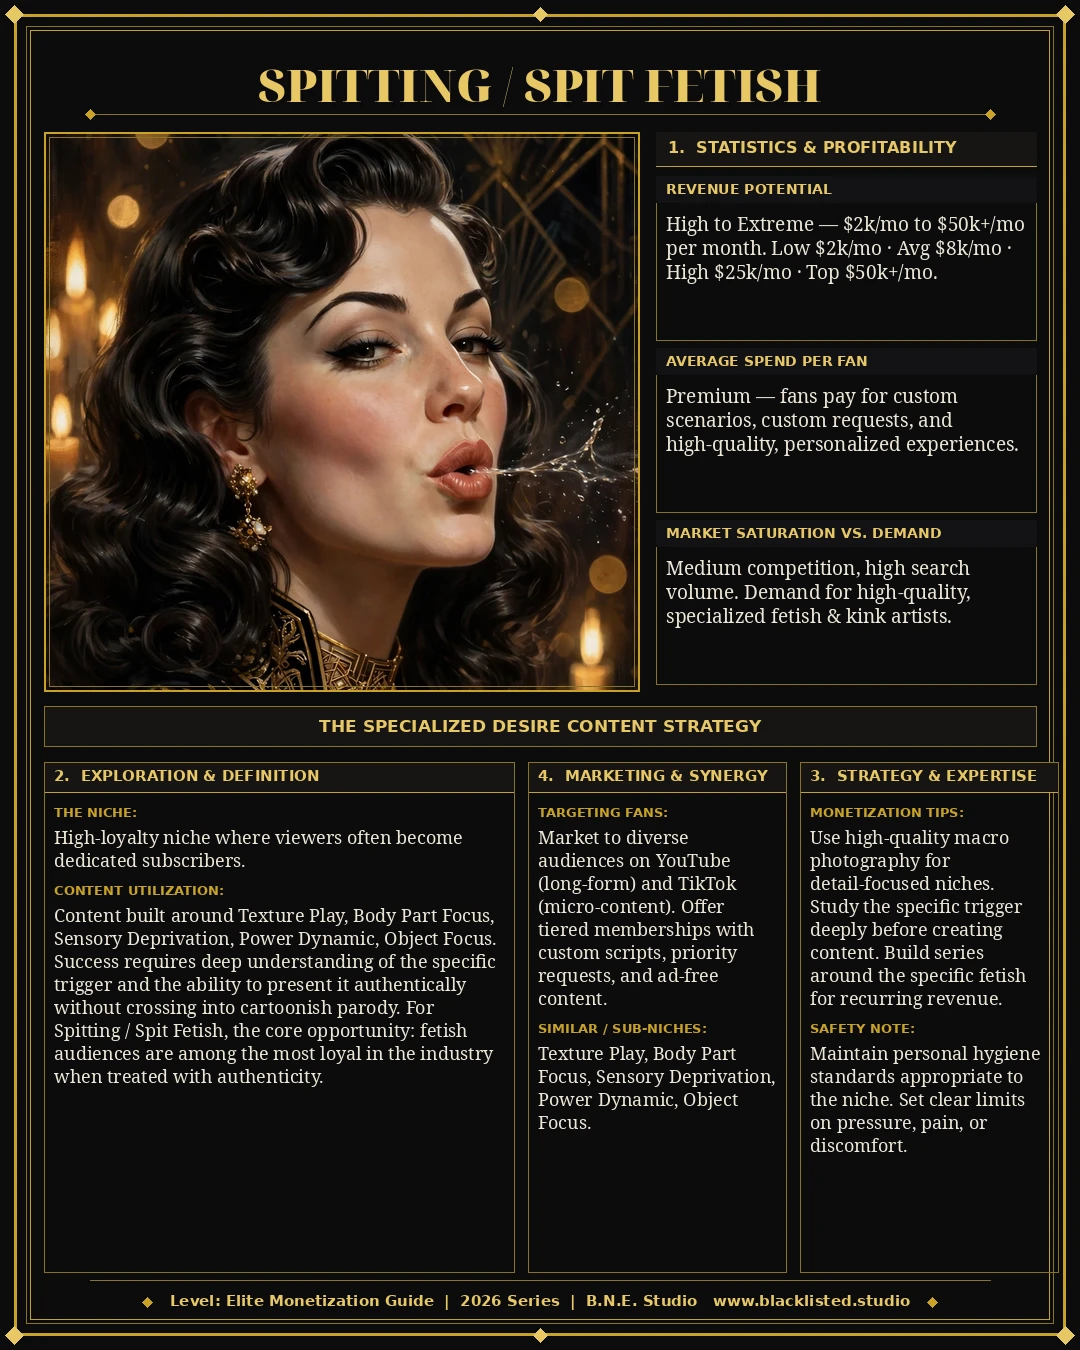 SPITTING / SPIT FETISH
1. STATISTICS & PROFITABILITY
REVENUE POTENTIAL
High to Extreme — $2k/mo to $50k+/mo
per month. Low $2k/mo · Avg $8k/mo ·
High $25k/mo · Top $50k+/mo.
AVERAGE SPEND PER FAN
Premium — fans pay for custom
scenarios, custom requests, and
high-quality, personalized experiences.
MARKET SATURATION VS. DEMAND
Medium competition, high search
volume. Demand for high-quality,
specialized fetish & kink artists.
THE SPECIALIZED DESIRE CONTENT STRATEGY
2. EXPLORATION & DEFINITION
THE NICHE:
High-loyalty niche where viewers often become
dedicated subscribers.
CONTENT UTILIZATION:
Content built around Texture Play, Body Part Focus,
Sensory Deprivation, Power Dynamic, Object Focus.
Success requires deep understanding of the specific
trigger and the ability to present it authentically
without crossing into cartoonish parody. For
Spitting / Spit Fetish, the core opportunity: fetish
audiences are among the most loyal in the industry
when treated with authenticity.
4. MARKETING & SYNERGY
TARGETING FANS:
Market to diverse
audiences on YouTube
(long-form) and TikTok
(micro-content). Offer
tiered memberships with
custom scripts, priority
requests, and ad-free
content.
SIMILAR / SUB-NICHES:
Texture Play, Body Part
Focus, Sensory Deprivation,
Power Dynamic, Object
Focus.
3. STRATEGY & EXPERTISE
MONETIZATION TIPS:
Use high-quality macro
photography for
detail-focused niches.
Study the specific trigger
deeply before creating
content. Build series
around the specific fetish
for recurring revenue.
SAFETY NOTE:
Maintain personal hygiene
standards appropriate to
the niche. Set clear limits
on pressure, pain, or
discomfort.
Level: Elite Monetization Guide | 2026 Series | B.N.E. Studio www.blacklisted.studio